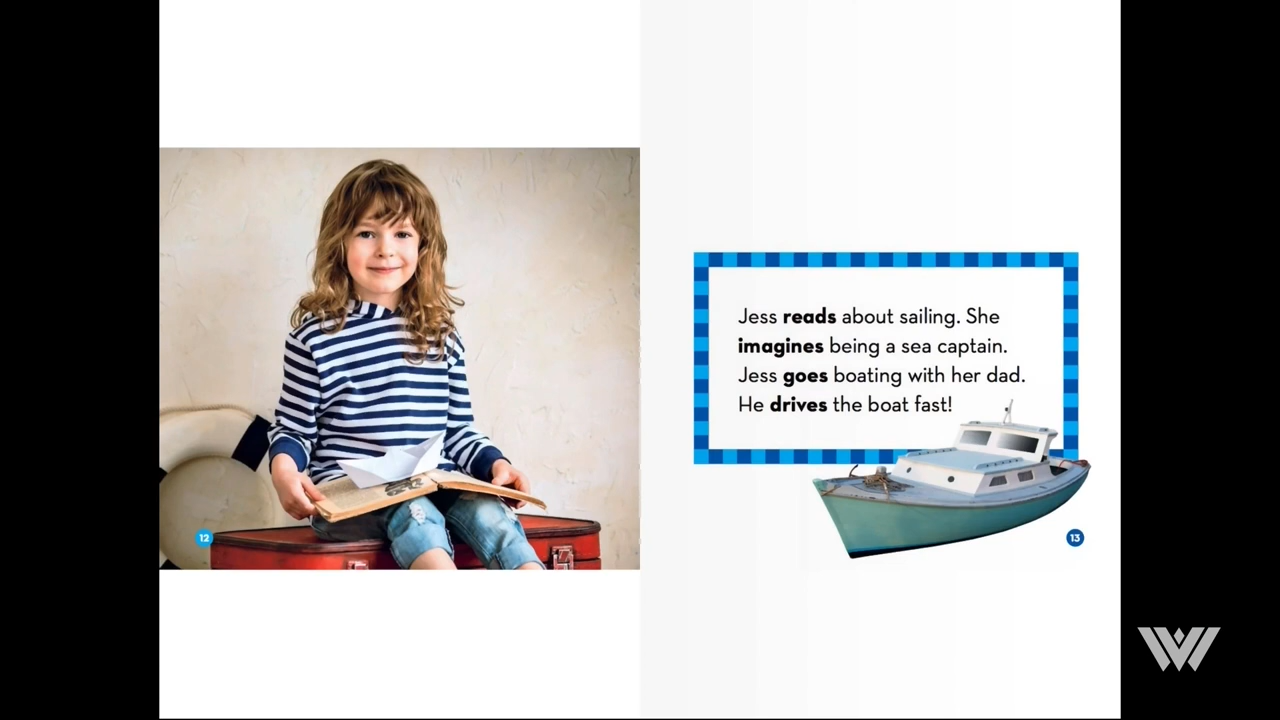 12
Jess reads about sailing. She
imagines being a sea captain.
Jess goes boating with her dad.
He drives the boat fast!
13